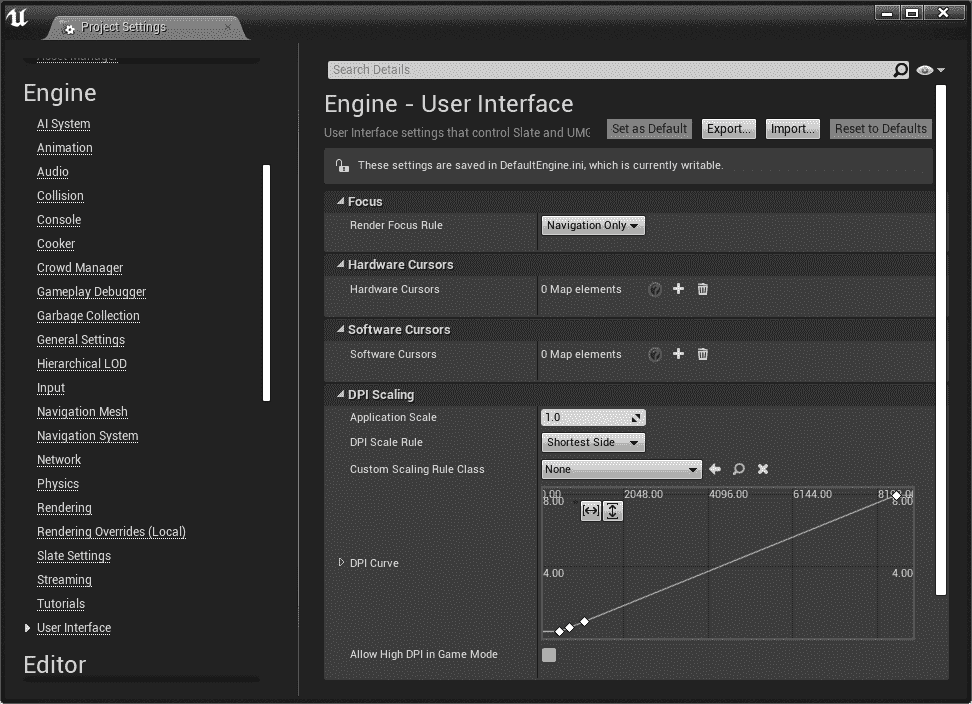 Project Settings
Asset Manager
Engine
AI System
Animation
Audio
Collision
Console
Cooker
Crowd Manager
Gameplay Debugger
Garbage Collection
General Settings
Hierarchical LOD
Input
Navigation Mesh
Navigation System
Network
Physics
Rendering
Rendering Overrides (Local)
Slate Settings
Streaming
Tutorials
User Interface
Editor
Search Details
Engine - User Interface
User Interface settings that control Slate and UMG
Set as Default Export... Import... Reset to Defaults
These settings are saved in DefaultEngine.ini, which is currently writable.
Focus
Render Focus Rule Navigation Only
Hardware Cursors
Hardware Cursors 0 Map elements
Software Cursors
Software Cursors 0 Map elements
DPI Scaling
Application Scale 1.0
DPI Scale Rule Shortest Side
Custom Scaling Rule Class None
2048.00 4096.00 6144.00
8.00 8.00
DPI Curve
4.00 4.00
Allow High DPI in Game Mode